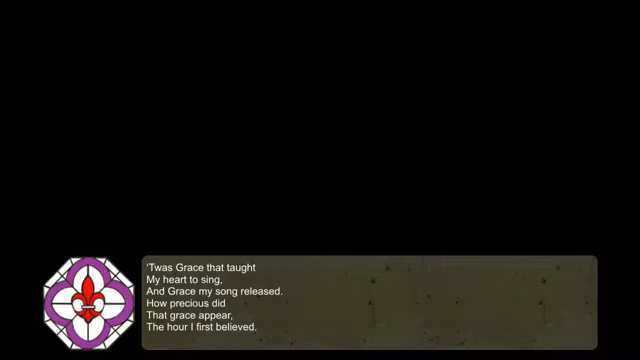 'Twas Grace that taught
My heart to sing,
And Grace my song released.
How precious did
That grace appear,
The hour I first believed.